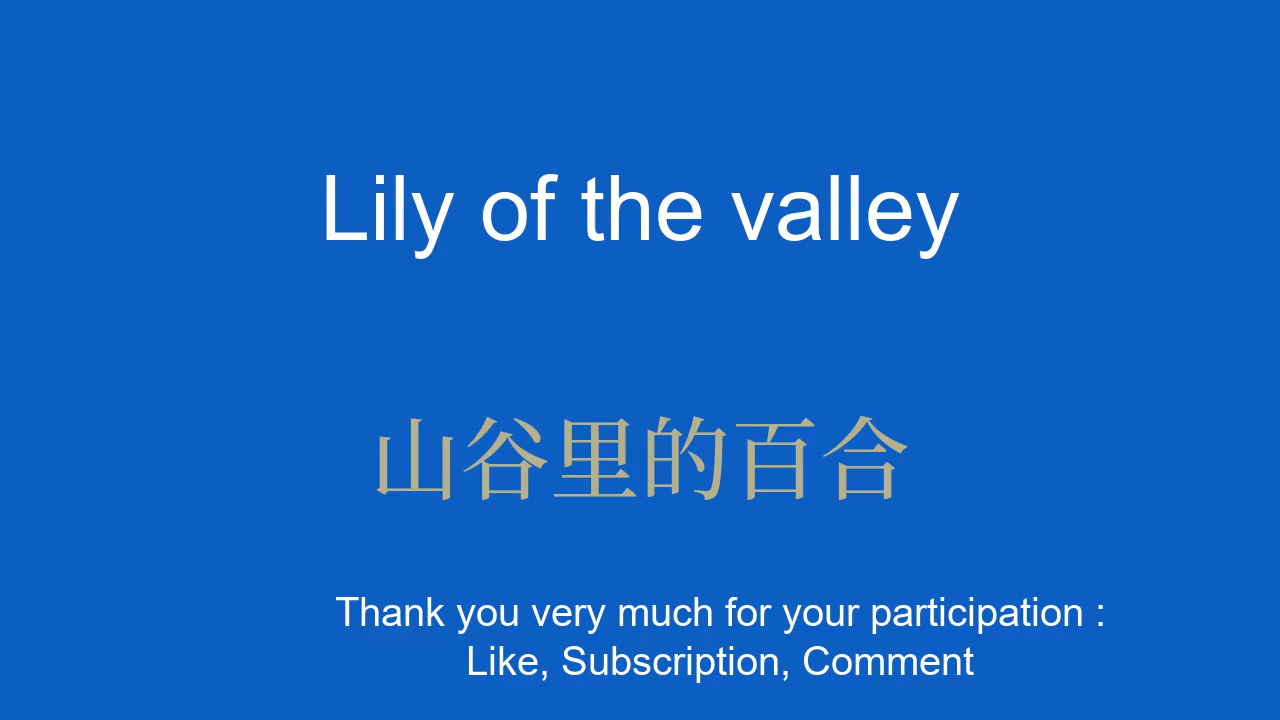 Lily of the valley
山谷里的百合
Thank you very much for your participation :
Like, Subscription, Comment